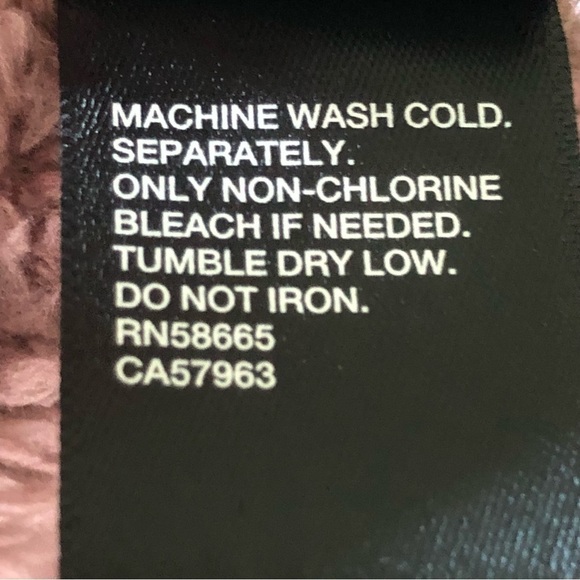 MACHINE WASH COLD.
SEPARATELY.
ONLY NON-CHLORINE
BLEACH IF NEEDED.
TUMBLE DRY LOW.
DO NOT IRON.
RN58665
CA57963